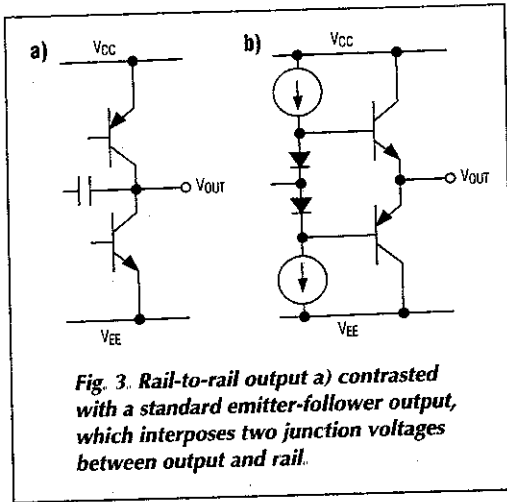 a)
VCC
VOUT
VEE
b)
VCC
VOUT
VEE
Fig. 3. Rail-to-rail output a) contrasted
with a standard emitter-follower output,
which interposes two junction voltages
between output and rail.